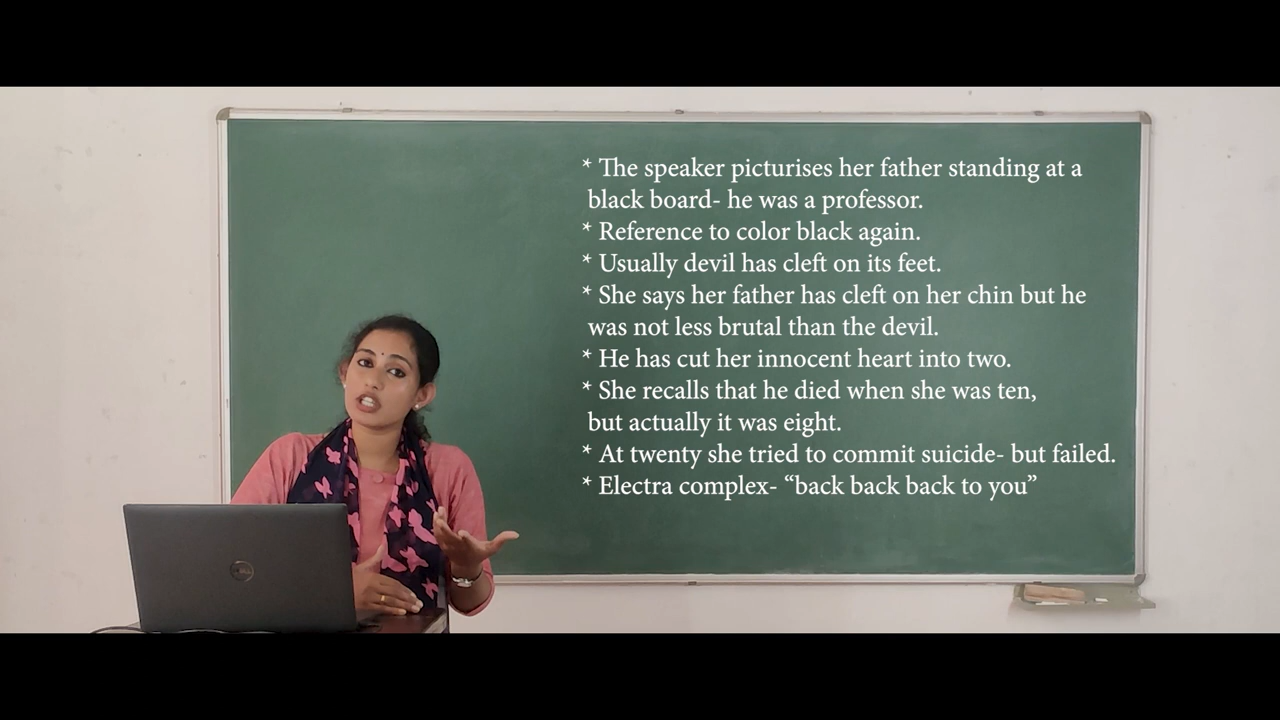 * The speaker picturises her father standing at a
black board- he was a professor.
* Reference to color black again.
* Usually devil has cleft on its feet.
* She says her father has cleft on her chin but he
was not less brutal than the devil.
* He has cut her innocent heart into two.
* She recalls that he died when she was ten,
but actually it was eight.
* At twenty she tried to commit suicide- but failed.
* Electra complex- “back back back to you”
DELL